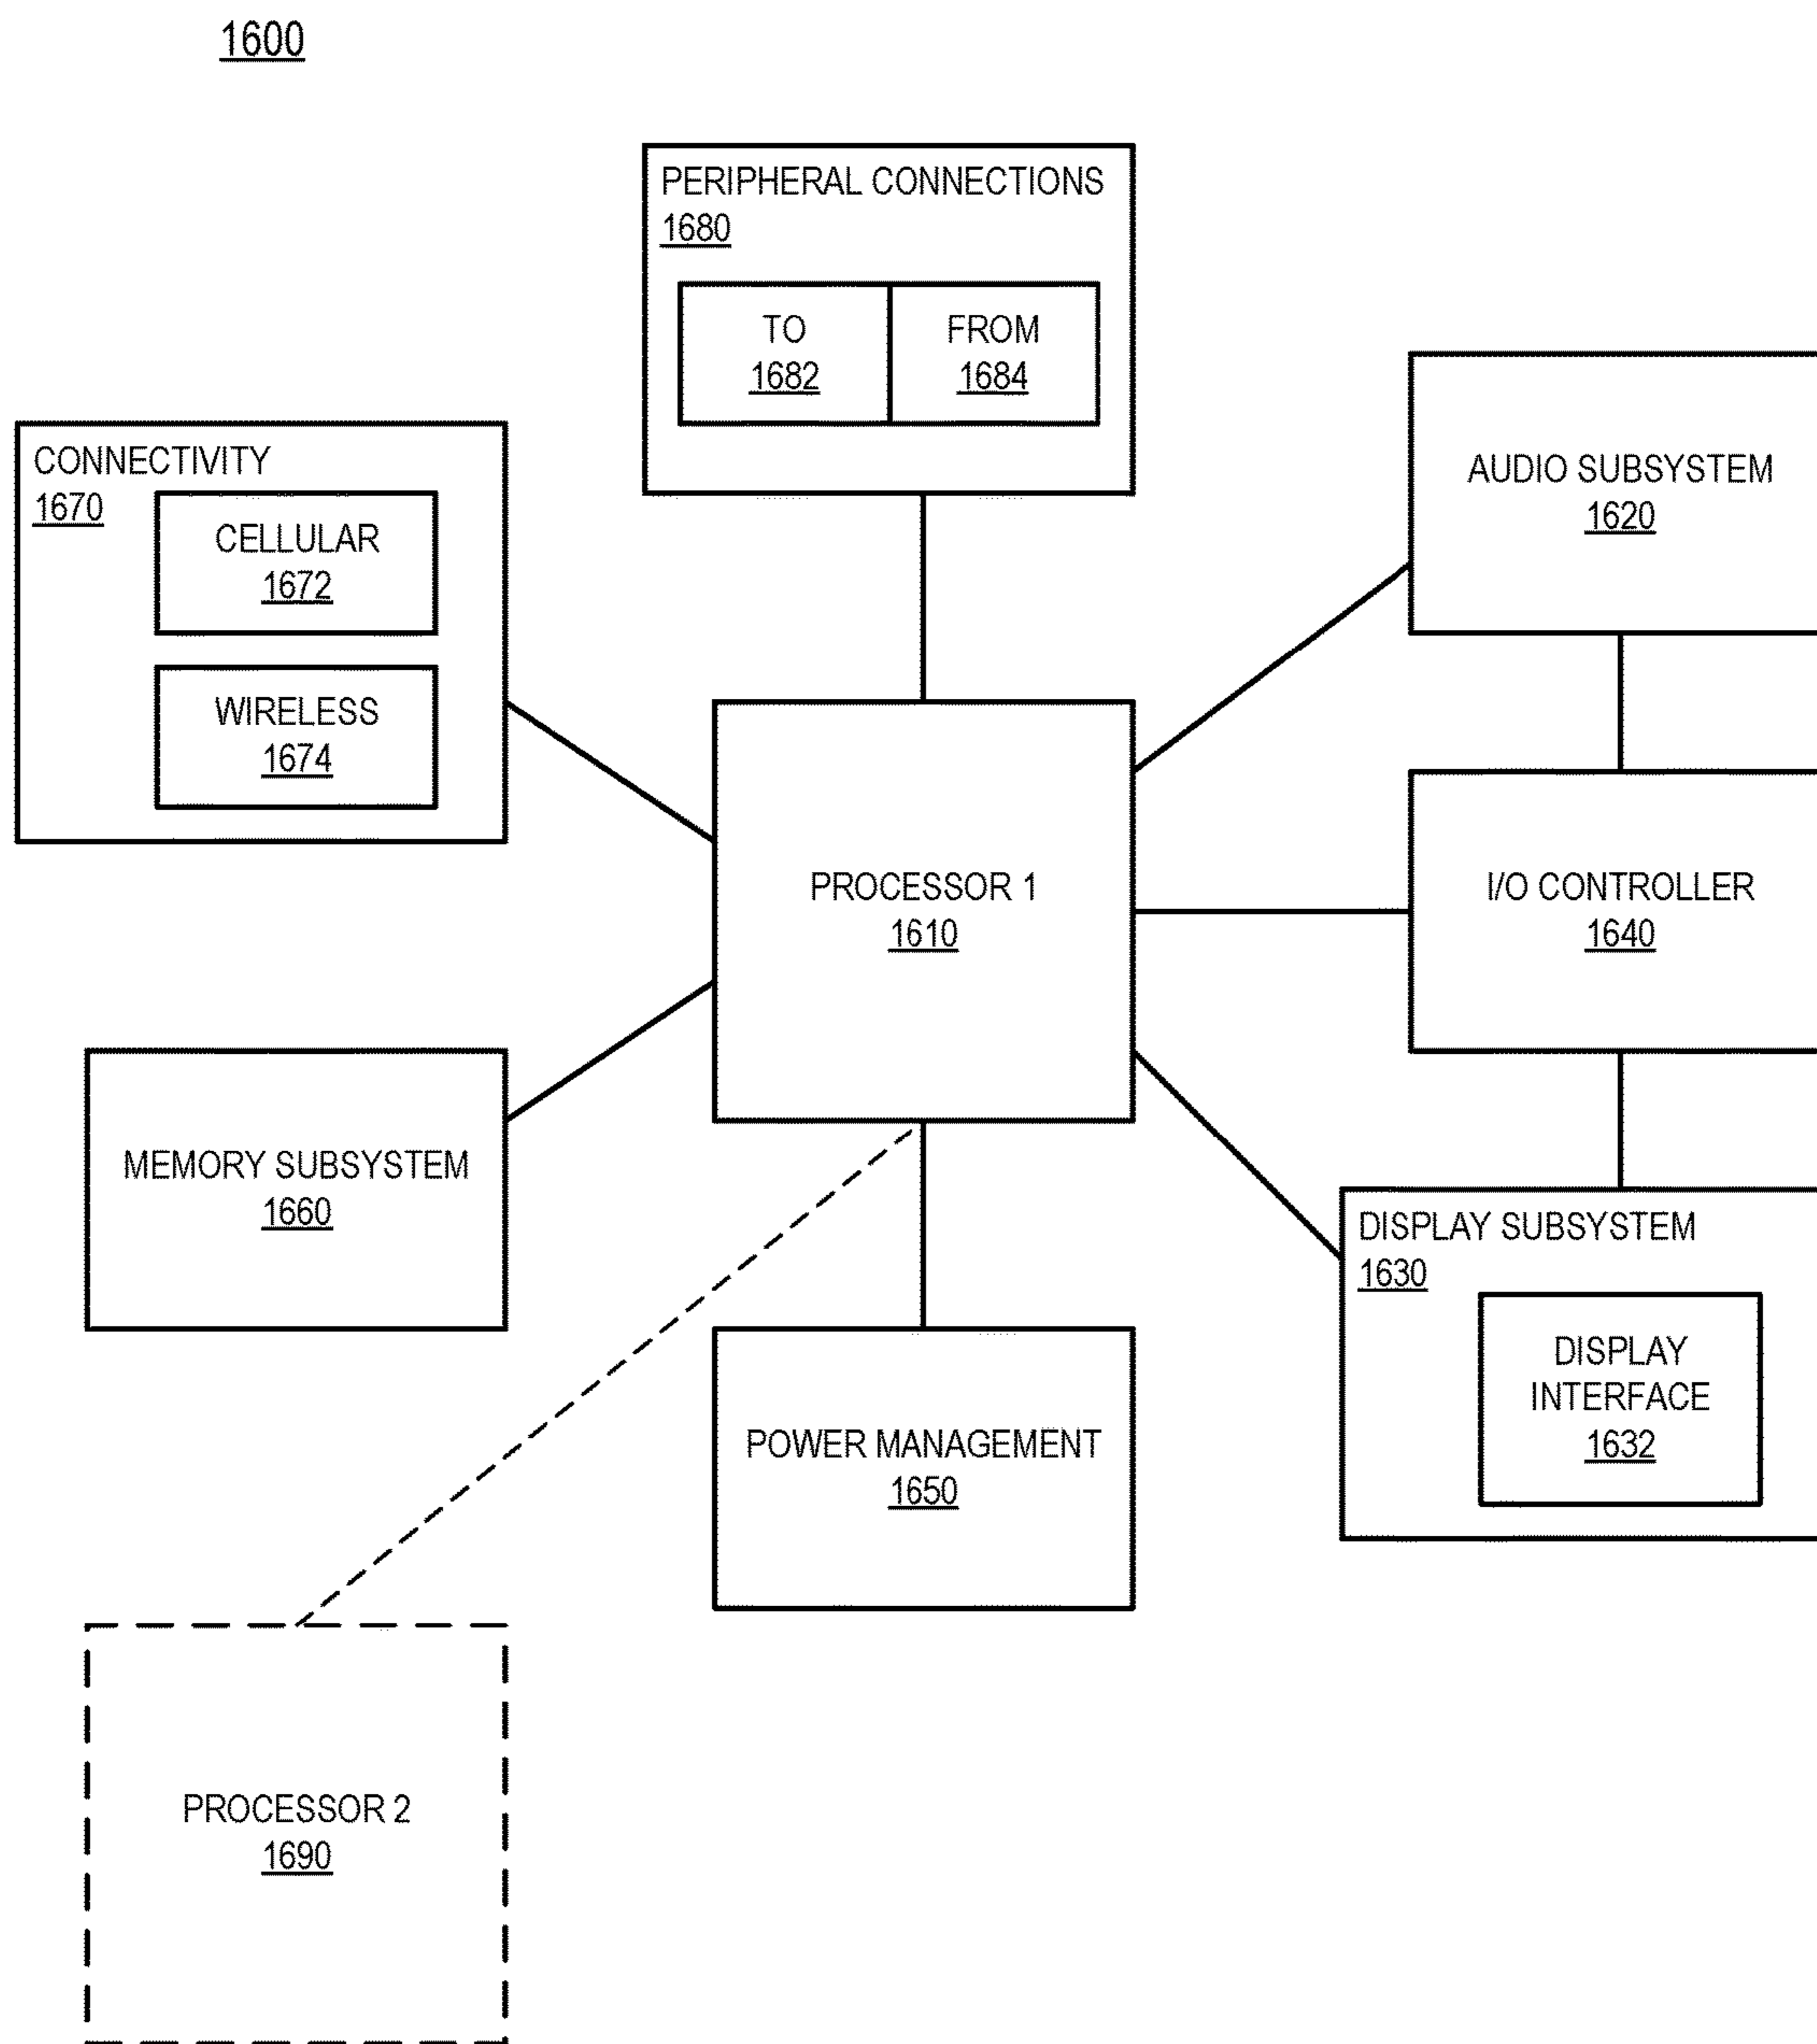 1600
PERIPHERAL CONNECTIONS
1680
TO
1682
FROM
1684
CONNECTIVITY
1670
CELLULAR
1672
WIRELESS
1674
AUDIO SUBSYSTEM
1620
PROCESSOR 1
1610
I/O CONTROLLER
1640
MEMORY SUBSYSTEM
1660
DISPLAY SUBSYSTEM
1630
DISPLAY
INTERFACE
1632
POWER MANAGEMENT
1650
PROCESSOR 2
1690